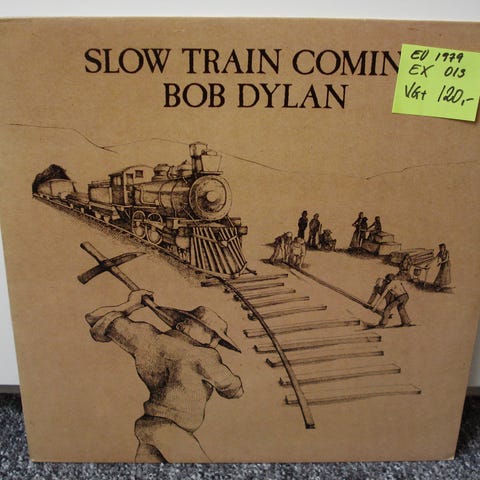 SLOW TRAIN COMIN
BOB DYLAN
EU 1979
EX 013
VG+ 120,-